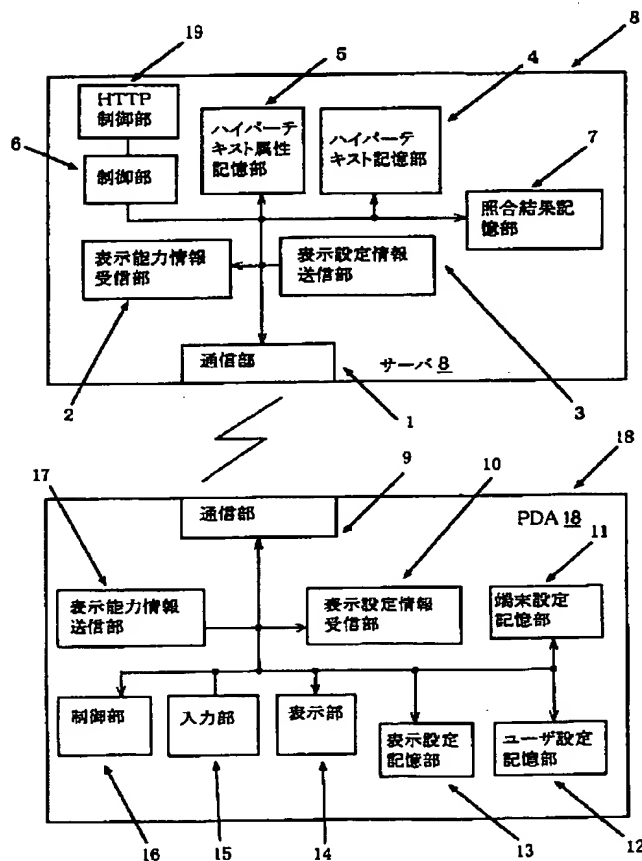 19
5
4
8
HTTP
制御部
ハイパーテ
キスト属性
記憶部
ハイパーテ
キスト記憶部
6
制御部
7
照合結果記
憶部
表示能力情報
受信部
表示設定情報
送信部
通信部
サーバ 8
2
1
3
9
10
18
17
通信部
PDA 18
11
表示能力情報
送信部
表示設定情報
受信部
端末設定
記憶部
制御部
入力部
表示部
表示設定
記憶部
ユーザ設定
記憶部
16
15
14
13
12